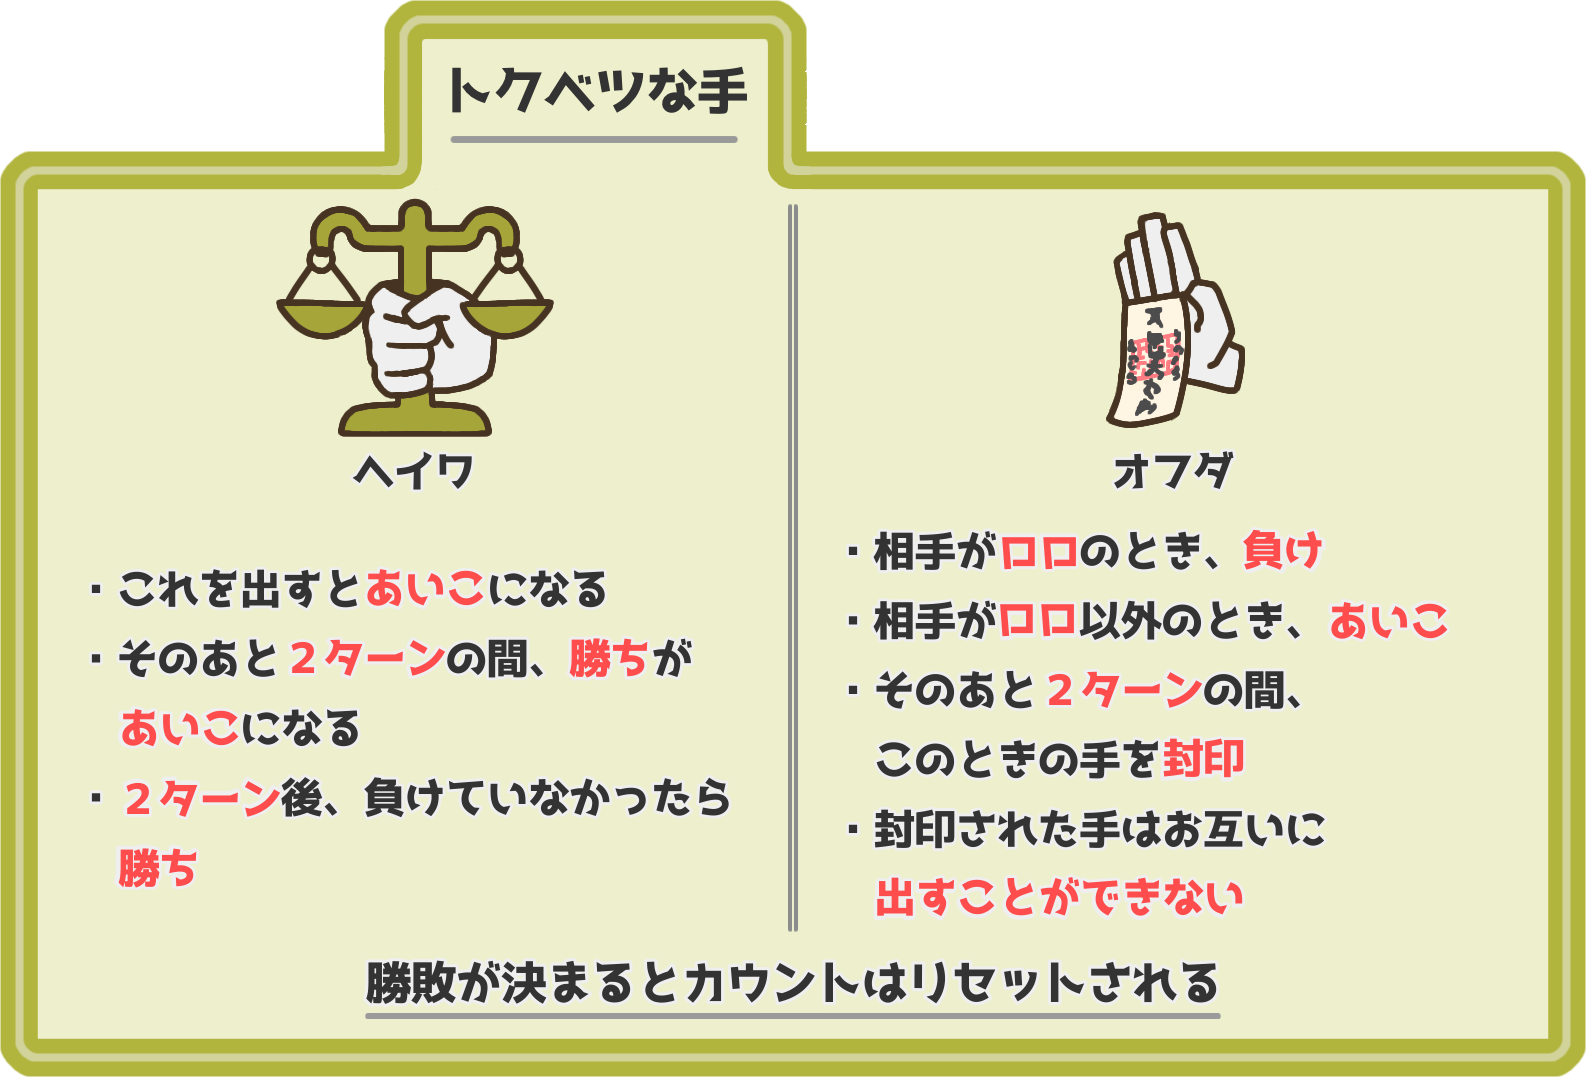 トクベツな手
ヘイワ
・これを出すとあいこになる
・そのあと２ターンの間、勝ちが
あいこになる
・２ターン後、負けていなかったら
勝ち
オフダ
・相手が口口のとき、負け
・相手が口口以外のとき、あいこ
・そのあと２ターンの間、
このときの手を封印
・封印された手はお互いに
出すことができない
勝敗が決まるとカウントはリセットされる